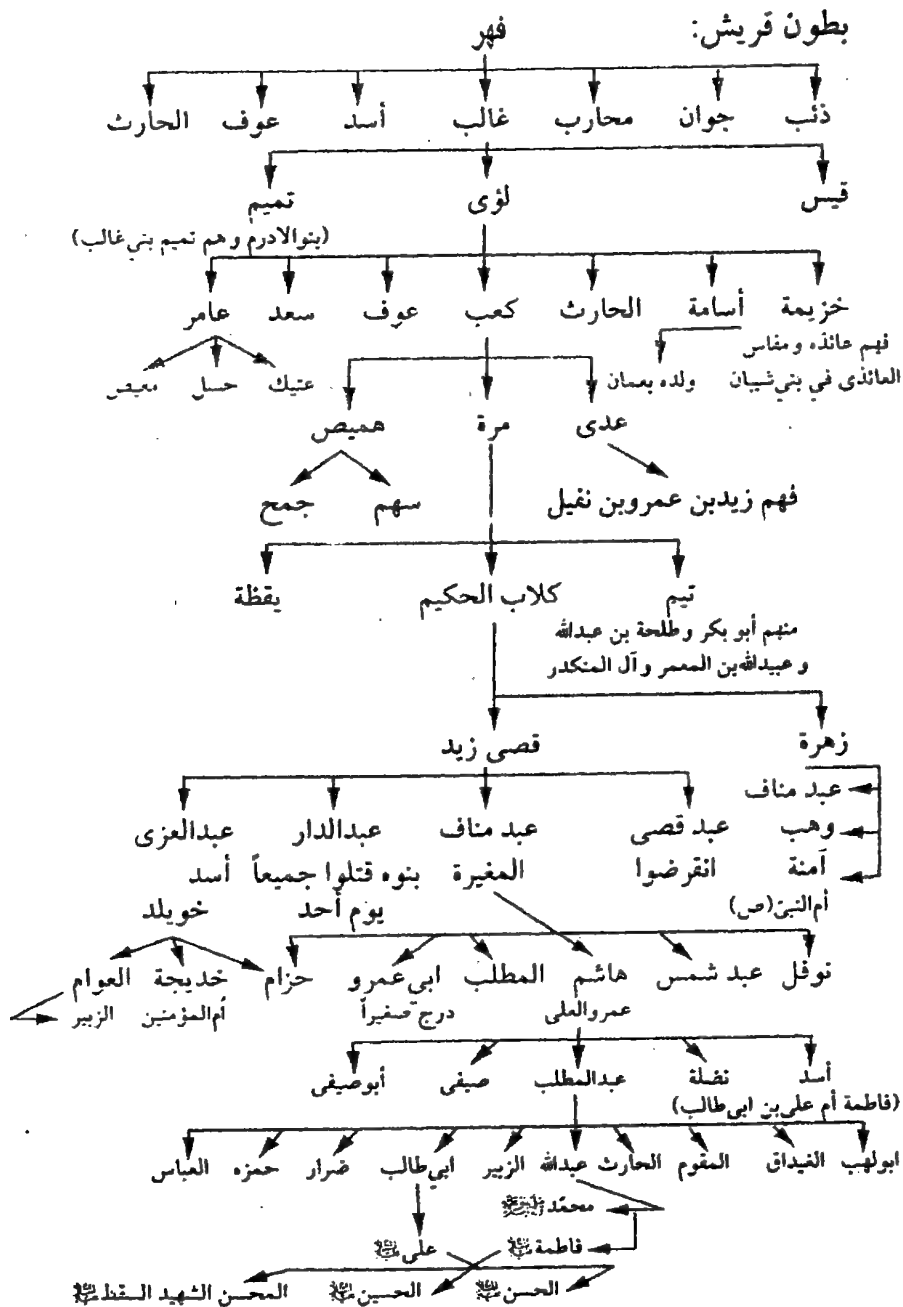 بطون قريش:
فهر
ذئب جوان محارب غالب أسد عوف الحارث
قيس لؤى تميم
(بنوالادرم وهم تميم بني غالب)
خزيمة أسامة الحارث كعب عوف سعد عامر
فهم عائذه ومفاس
العائذى في بني شيبان ولده بعمان عتيك حسل معيص
عدى مرة هميص
فهم زيدبن عمروبن نفيل سهم جمح
تيم كلاب الحكيم يقظة
منهم أبو بكر وطلحة بن عبدالله
وعبيدالله بن المعمر وآل المنكدر
زهرة قصى زيد
عبد مناف
وهب عبد قصى عبد مناف عبدالدار عبدالعزى
آمنة انقرضوا المغيرة بنوه قتلوا جميعاً أسد
أم النبى (ص) يوم أحد خويلد
نوفل عبد شمس هاشم المطلب ابى عمرو حزام خديجة العوام
عمروالعلى درج صغيراً أم المؤمنين الزبير
أسد نضلة عبدالمطلب صيفى أبوصيفى
(فاطمة أم على بن ابى طالب)
ابولهب الغيداق المقوم الحارث عبدالله الزبير ابي طالب ضرار حمزه العباس
محمّد
فاطمة على
الحسن الحسين المحسن الشهيد السقط